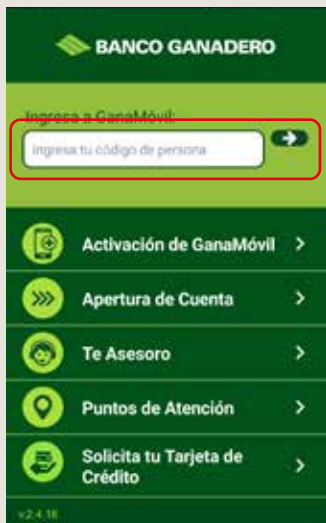 BANCO GANADERO
Ingresa a GanaMóvil:
ingresa tu código de persona
Activación de GanaMóvil
Apertura de Cuenta
Te Asesoro
Puntos de Atención
Solicita tu Tarjeta de
Crédito
v.2.4.18